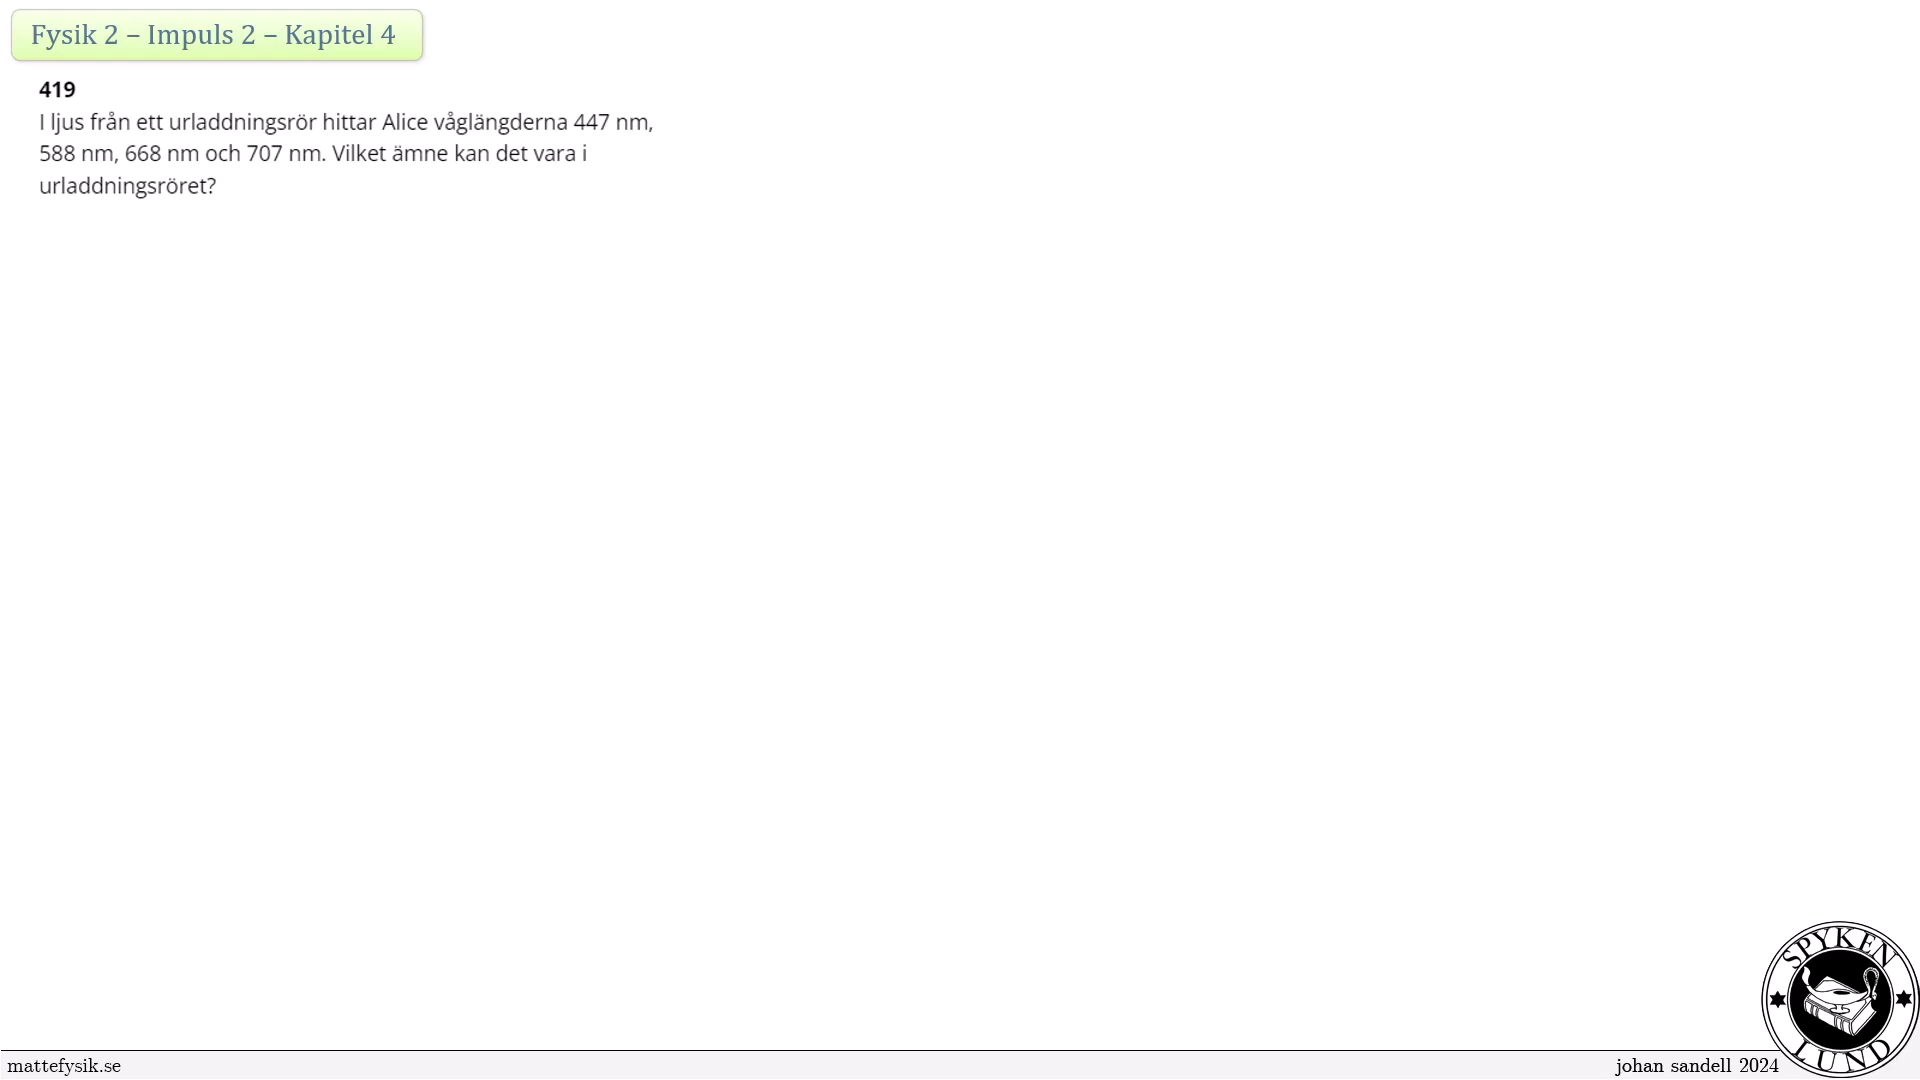 Fysik 2 – Impuls 2 – Kapitel 4
419
I ljus från ett urladdningsrör hittar Alice våglängderna 447 nm,
588 nm, 668 nm och 707 nm. Vilket ämne kan det vara i
urladdningsröret?
SPYKEN
LUND
mattefysik.se
johan sandell 2024